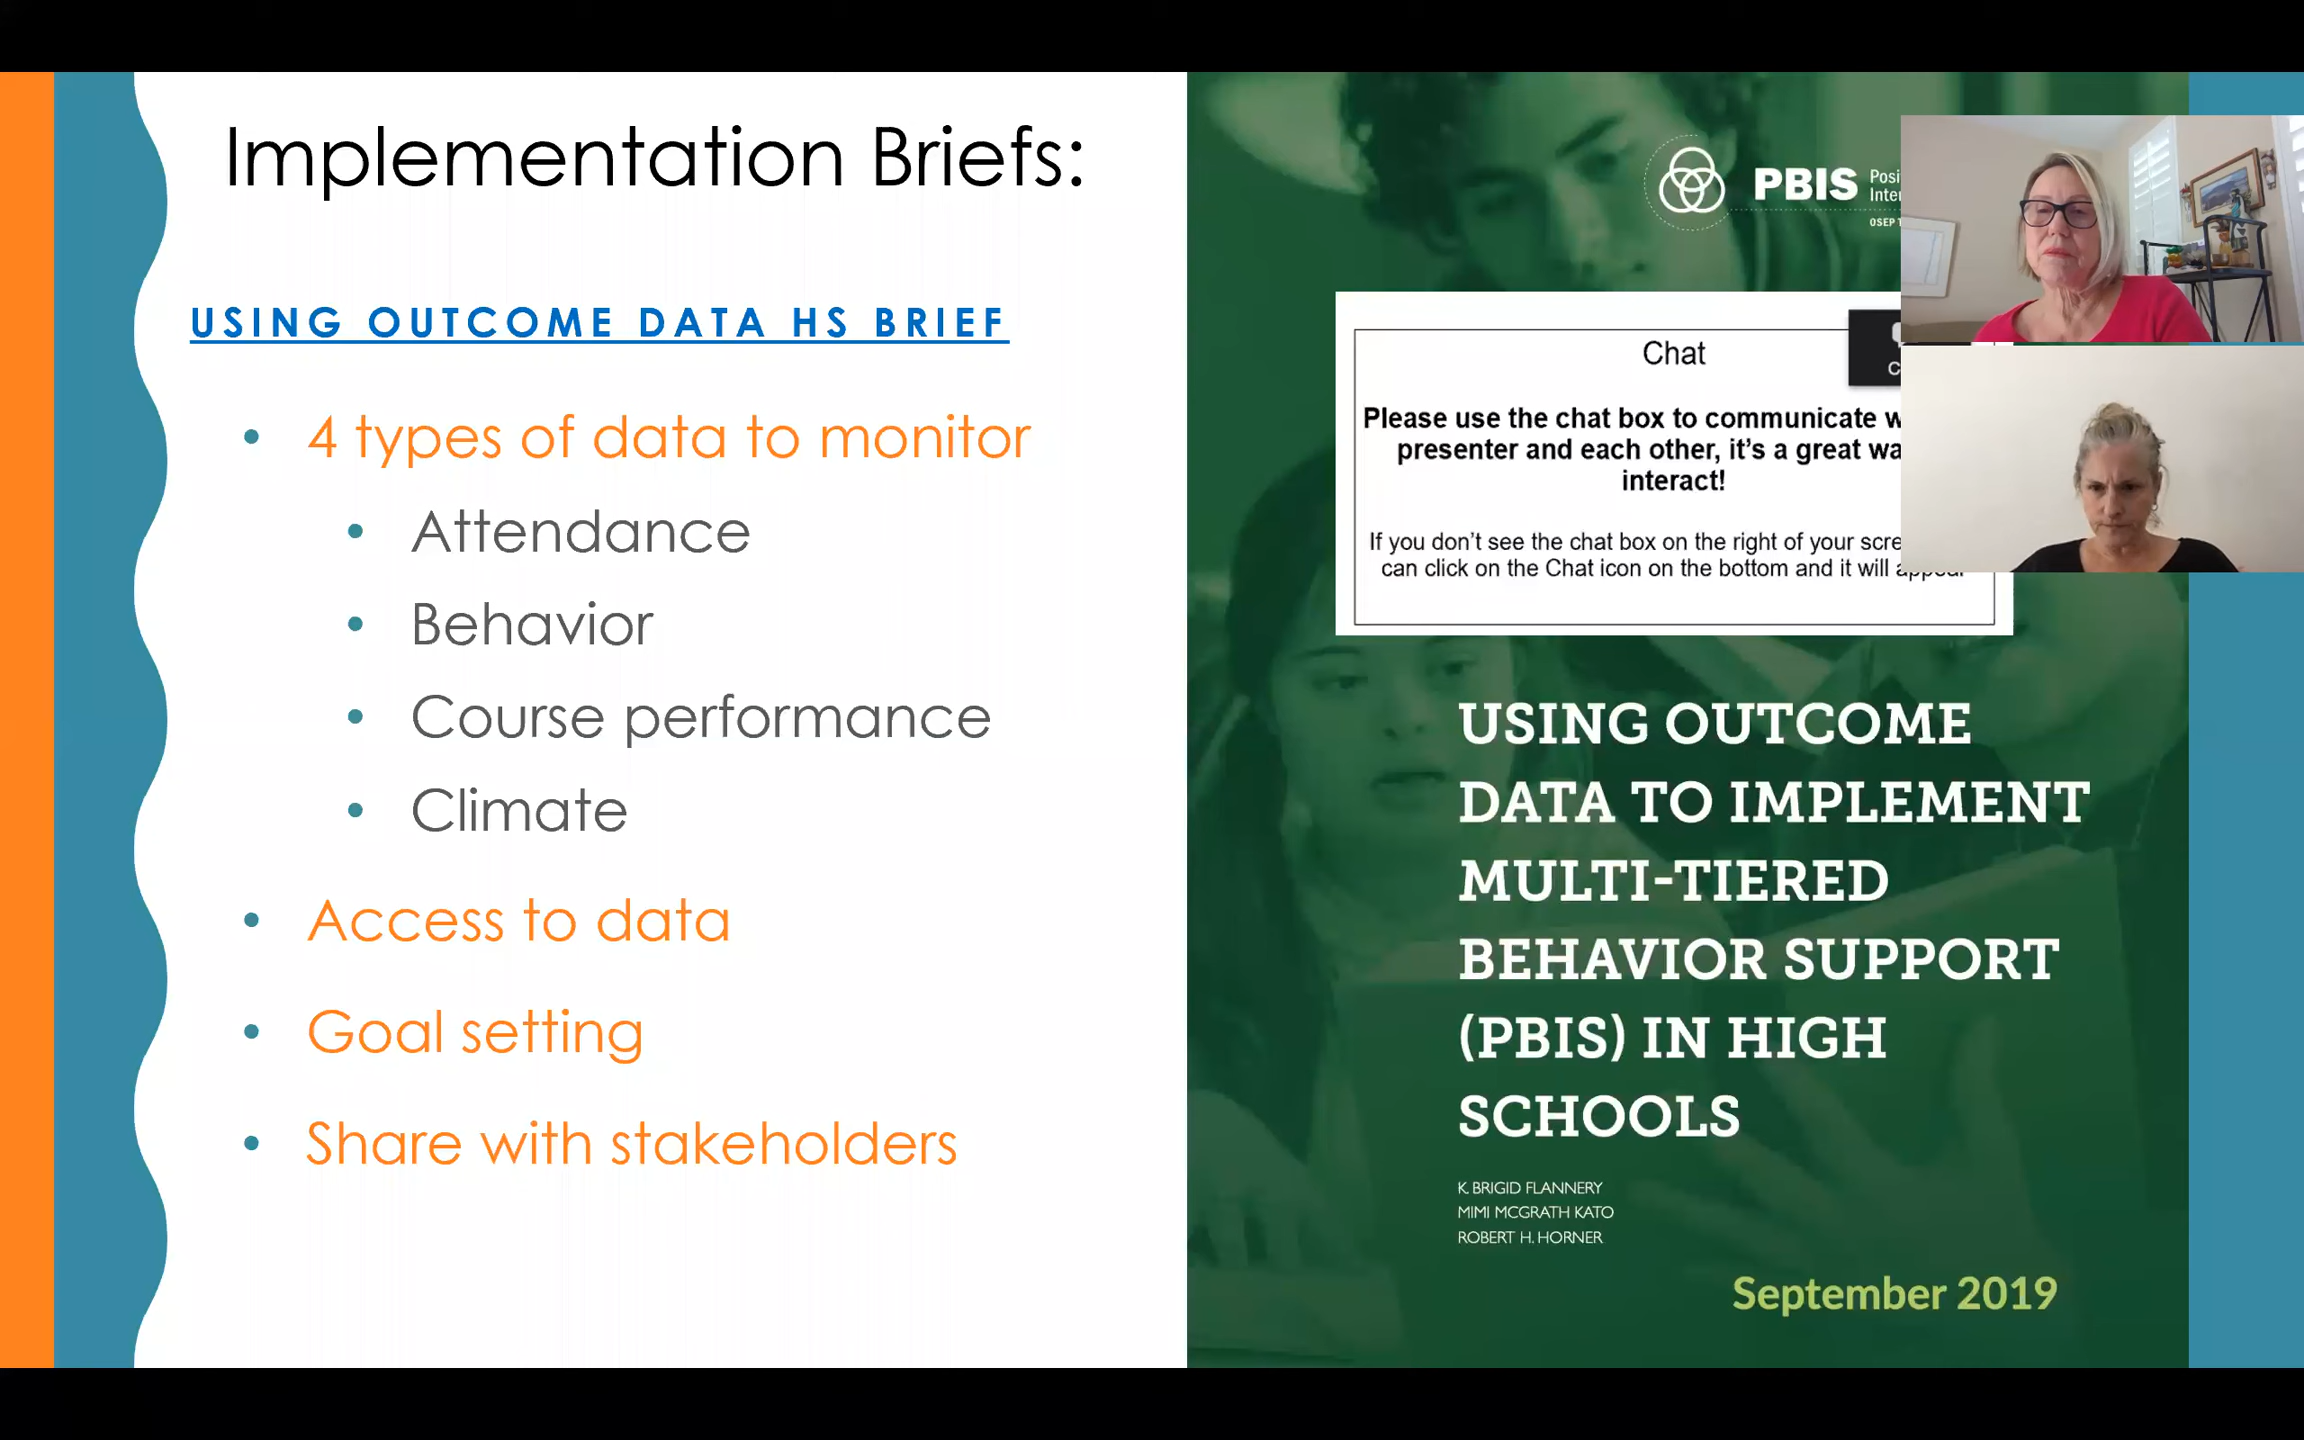 Implementation Briefs:
USING OUTCOME DATA HS BRIEF
• 4 types of data to monitor
• Attendance
• Behavior
• Course performance
• Climate
• Access to data
• Goal setting
• Share with stakeholders
PBIS
OSEP
Chat
Please use the chat box to communicate
presenter and each other, it's a great
interact!
If you don't see the chat box on the right of your
can click on the Chat icon on the bottom and it will appear
USING OUTCOME
DATA TO IMPLEMENT
MULTI-TIERED
BEHAVIOR SUPPORT
(PBIS) IN HIGH
SCHOOLS
K. BRIGID FLANNERY
MIMI MCGRATH KATO
ROBERT H. HORNER
September 2019